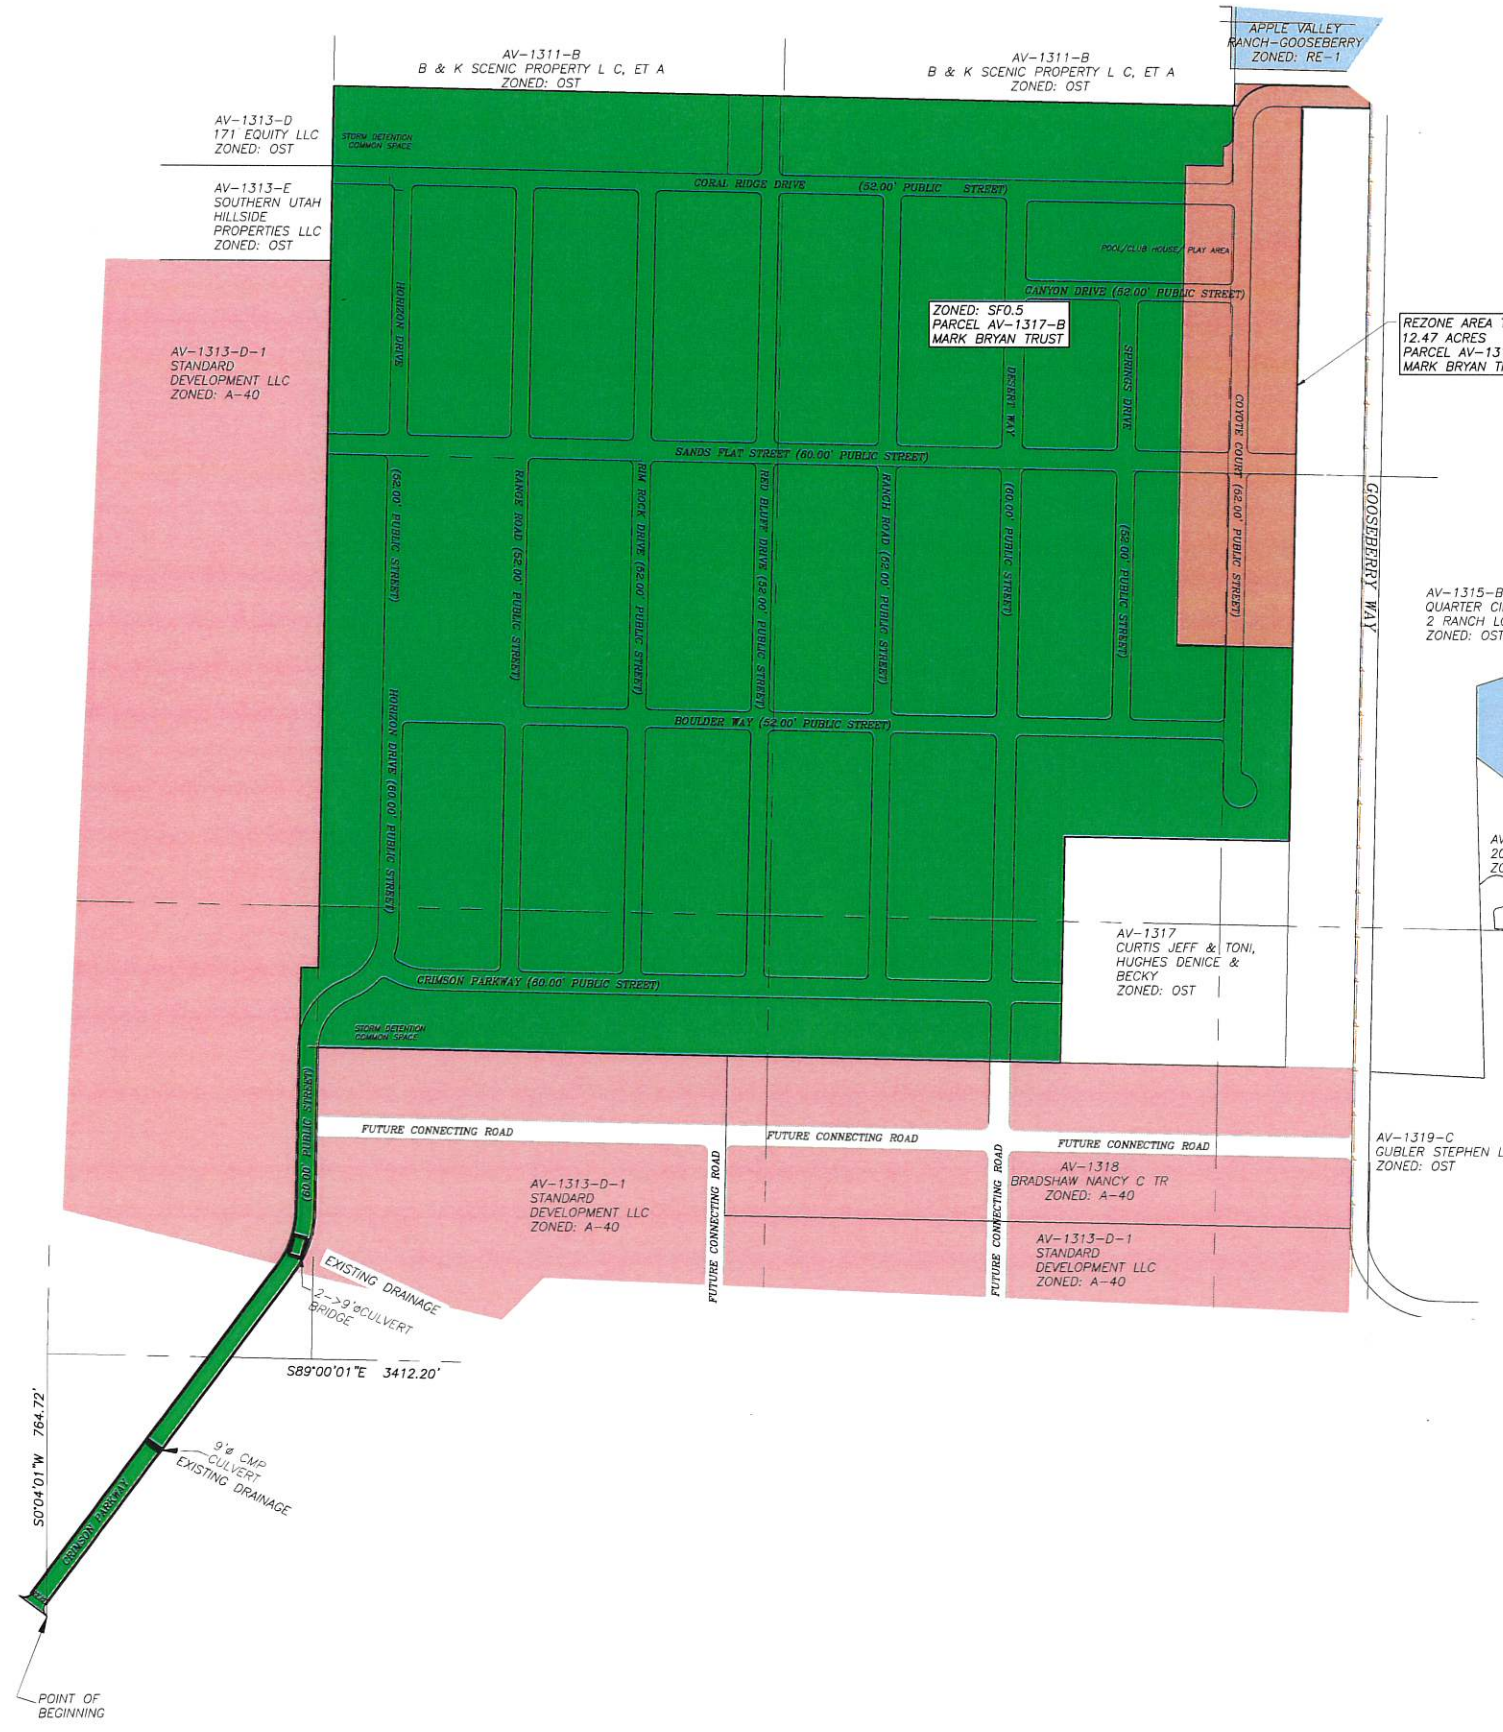 APPLE VALLEY
RANCH-GOOSEBERRY
ZONED: RE-1
AV-1311-B
B & K SCENIC PROPERTY L C, ET A
ZONED: OST
AV-1311-B
B & K SCENIC PROPERTY L C, ET A
ZONED: OST
AV-1313-D
171 EQUITY LLC
ZONED: OST
STORM DETENTION
COMMON SPACE
AV-1313-E
SOUTHERN UTAH
HILLSIDE
PROPERTIES LLC
ZONED: OST
CORAL RIDGE DRIVE (52.00' PUBLIC STREET)
POOL/CLUB HOUSE/ PLAY AREA
CANYON DRIVE (52.00' PUBLIC STREET)
ZONED: SF0.5
PARCEL AV-1317-B
MARK BRYAN TRUST
REZONE AREA
12.47 ACRES
PARCEL AV-13
MARK BRYAN
AV-1313-D-1
STANDARD
DEVELOPMENT LLC
ZONED: A-40
HORIZON DRIVE
(52.00' PUBLIC STREET)
DESERT WAY
(60.00' PUBLIC STREET)
SPRINGS DRIVE
(52.00' PUBLIC STREET)
COYOTE COURT (52.00' PUBLIC STREET)
GOOSEBERRY WAY
SANDS FLAT STREET (60.00' PUBLIC STREET)
RANGE ROAD (52.00' PUBLIC STREET)
RIM ROCK DRIVE (52.00' PUBLIC STREET)
RED BLUFF DRIVE (52.00' PUBLIC STREET)
RANCH ROAD (52.00' PUBLIC STREET)
AV-1315-B
QUARTER
2 RANCH
ZONED: OST
HORIZON DRIVE (60.00' PUBLIC STREET)
BOULDER WAY (52.00' PUBLIC STREET)
AV-1317
CURTIS JEFF & TONI,
HUGHES DENICE &
BECKY
ZONED: OST
CRIMSON PARKWAY (60.00' PUBLIC STREET)
STORM DETENTION
COMMON SPACE
(60.00' PUBLIC STREET)
FUTURE CONNECTING ROAD
FUTURE CONNECTING ROAD
FUTURE CONNECTING ROAD
FUTURE CONNECTING ROAD
FUTURE CONNECTING ROAD
AV-1319-C
GUBLER STEPHEN L
ZONED: OST
AV-1318
BRADSHAW NANCY C TR
ZONED: A-40
AV-1313-D-1
STANDARD
DEVELOPMENT LLC
ZONED: A-40
AV-1313-D-1
STANDARD
DEVELOPMENT LLC
ZONED: A-40
EXISTING DRAINAGE
2->9'ø CULVERT
BRIDGE
S89°00'01"E 3412.20'
S0°04'01"W 764.72'
9'ø CMP
CULVERT
EXISTING DRAINAGE
CRIMSON PARKWAY
POINT OF
BEGINNING